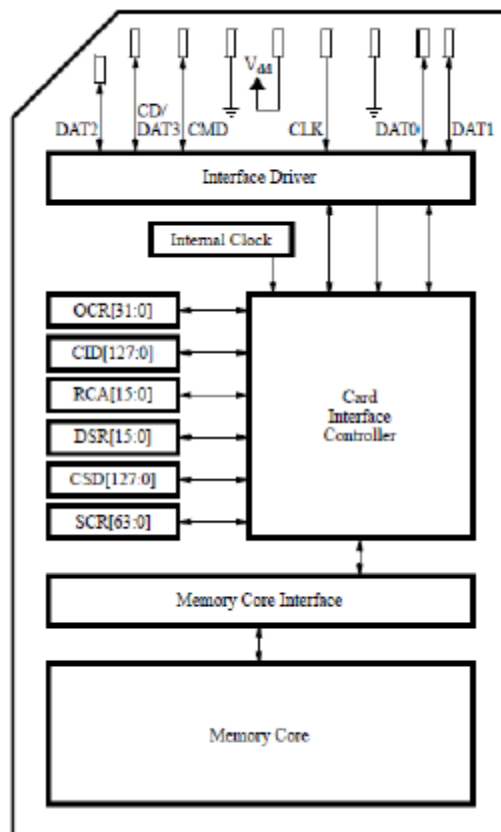 Vdd
CD/
DAT2 DAT3 CMD CLK DAT0 DAT1
Interface Driver
Internal Clock
OCR[31:0]
CID[127:0]
RCA[15:0]
DSR[15:0]
CSD[127:0]
SCR[63:0]
Card
Interface
Controller
Memory Core Interface
Memory Core